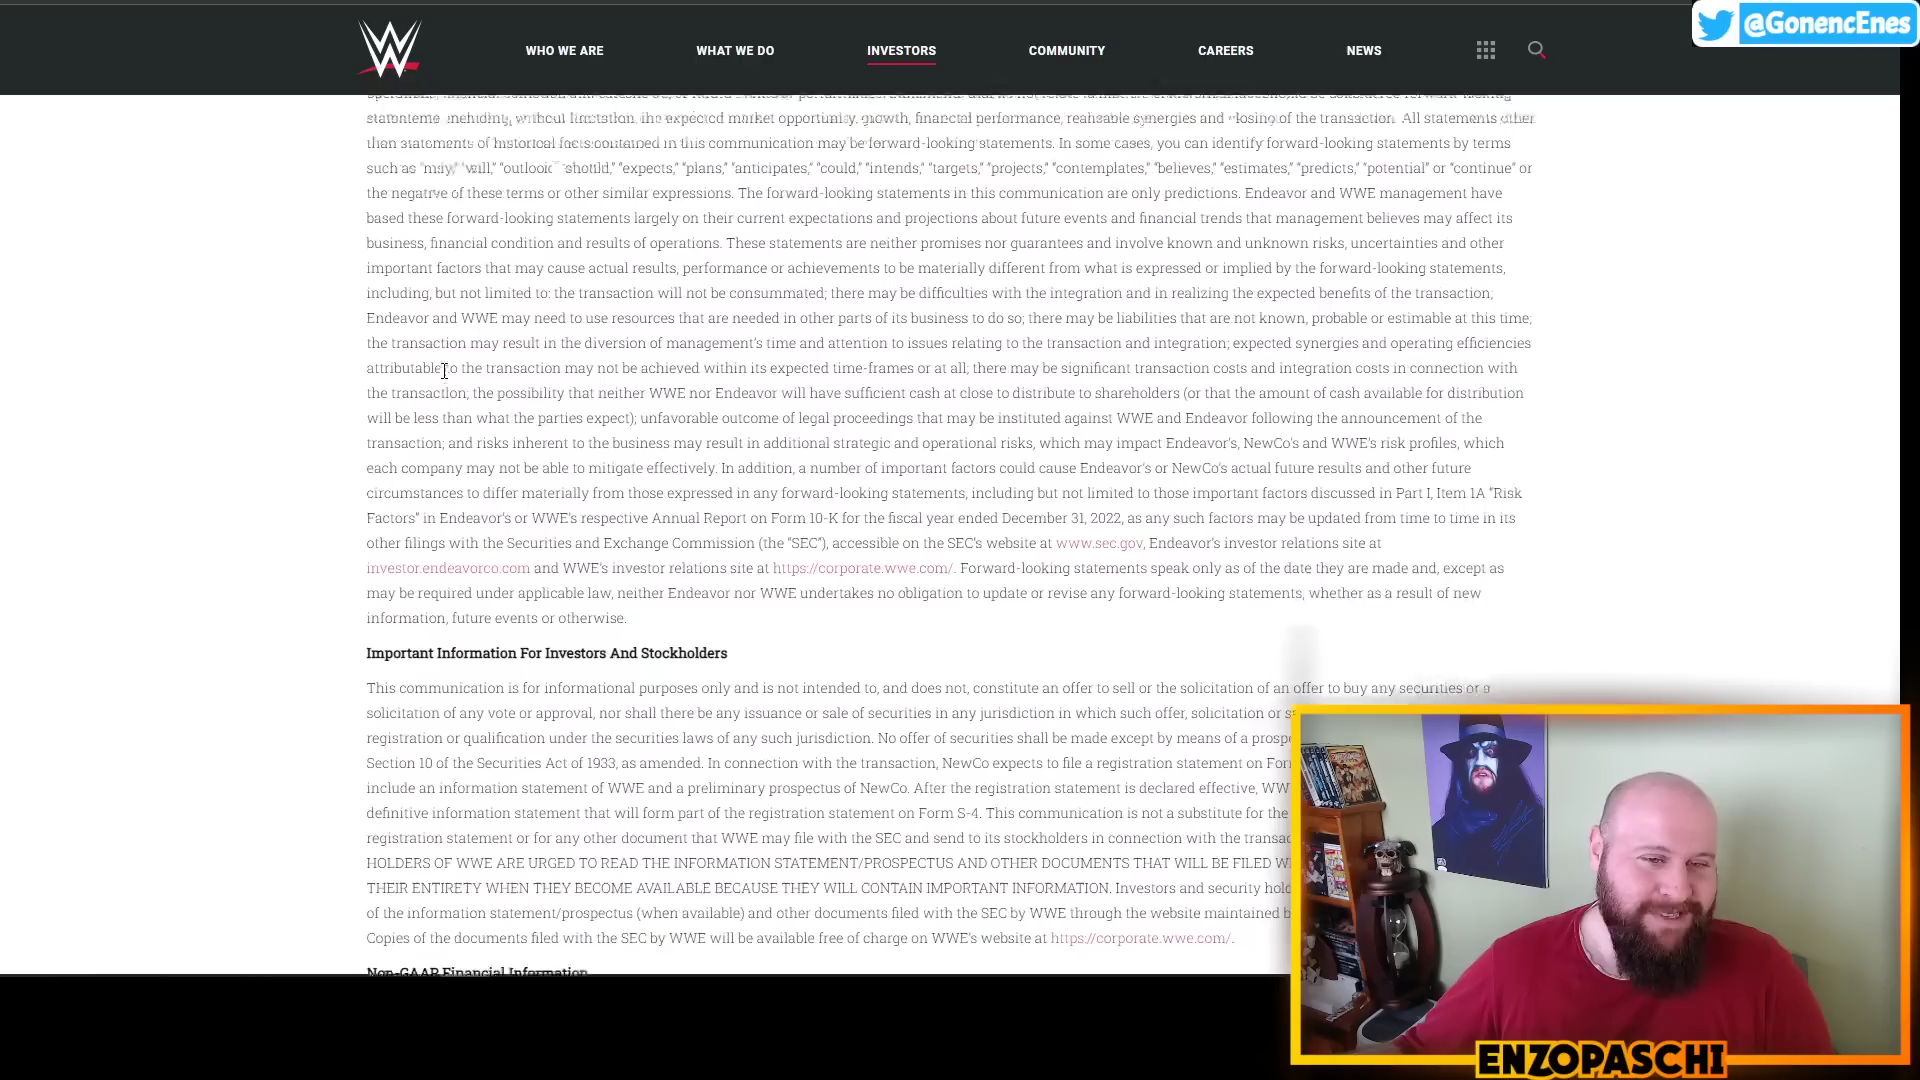 @GonencEnes
WHO WE ARE
WHAT WE DO
INVESTORS
COMMUNITY
CAREERS
NEWS
statements including, without limitation, the expected market opportunity, growth, financial performance, realisable synergies and closing of the transaction. All statements other
than statements of historical facts contained in this communication may be forward-looking statements. In some cases, you can identify forward-looking statements by terms
such as "may," "will," "outlook" "should," "expects," "plans," "anticipates," "could," "intends," "targets," "projects," "contemplates," "believes," "estimates," "predicts," "potential" or "continue" or
the negative of these terms or other similar expressions. The forward-looking statements in this communication are only predictions. Endeavor and WWE management have
based these forward-looking statements largely on their current expectations and projections about future events and financial trends that management believes may affect its
business, financial condition and results of operations. These statements are neither promises nor guarantees and involve known and unknown risks, uncertainties and other
important factors that may cause actual results, performance or achievements to be materially different from what is expressed or implied by the forward-looking statements,
including, but not limited to: the transaction will not be consummated; there may be difficulties with the integration and in realizing the expected benefits of the transaction;
Endeavor and WWE may need to use resources that are needed in other parts of its business to do so; there may be liabilities that are not known, probable or estimable at this time;
the transaction may result in the diversion of management's time and attention to issues relating to the transaction and integration; expected synergies and operating efficiencies
attributable to the transaction may not be achieved within its expected time-frames or at all; there may be significant transaction costs and integration costs in connection with
the transaction; the possibility that neither WWE nor Endeavor will have sufficient cash at close to distribute to shareholders (or that the amount of cash available for distribution
will be less than what the parties expect); unfavorable outcome of legal proceedings that may be instituted against WWE and Endeavor following the announcement of the
transaction; and risks inherent to the business may result in additional strategic and operational risks, which may impact Endeavor's, NewCo's and WWE's risk profiles, which
each company may not be able to mitigate effectively. In addition, a number of important factors could cause Endeavor's or NewCo's actual future results and other future
circumstances to differ materially from those expressed in any forward-looking statements, including but not limited to those important factors discussed in Part I, Item 1A "Risk
Factors" in Endeavor's or WWE's respective Annual Report on Form 10-K for the fiscal year ended December 31, 2022, as any such factors may be updated from time to time in its
other filings with the Securities and Exchange Commission (the "SEC"), accessible on the SEC's website at www.sec.gov, Endeavor's investor relations site at
investor.endeavorco.com and WWE's investor relations site at https://corporate.wwe.com/. Forward-looking statements speak only as of the date they are made and, except as
may be required under applicable law, neither Endeavor nor WWE undertakes no obligation to update or revise any forward-looking statements, whether as a result of new
information, future events or otherwise.
Important Information For Investors And Stockholders
This communication is for informational purposes only and is not intended to, and does not, constitute an offer to sell or the solicitation of an offer to buy any securities or a
solicitation of any vote or approval, nor shall there be any issuance or sale of securities in any jurisdiction in which such offer, solicitation or s
registration or qualification under the securities laws of any such jurisdiction. No offer of securities shall be made except by means of a prosp
Section 10 of the Securities Act of 1933, as amended. In connection with the transaction, NewCo expects to file a registration statement on For
include an information statement of WWE and a preliminary prospectus of NewCo. After the registration statement is declared effective, WW
definitive information statement that will form part of the registration statement on Form S-4. This communication is not a substitute for the
registration statement or for any other document that WWE may file with the SEC and send to its stockholders in connection with the transac
HOLDERS OF WWE ARE URGED TO READ THE INFORMATION STATEMENT/PROSPECTUS AND OTHER DOCUMENTS THAT WILL BE FILED W
THEIR ENTIRETY WHEN THEY BECOME AVAILABLE BECAUSE THEY WILL CONTAIN IMPORTANT INFORMATION. Investors and security hold
of the information statement/prospectus (when available) and other documents filed with the SEC by WWE through the website maintained b
Copies of the documents filed with the SEC by WWE will be available free of charge on WWE's website at https://corporate.wwe.com/.
Non-GAAP Financial Information
ENZOPASCHI